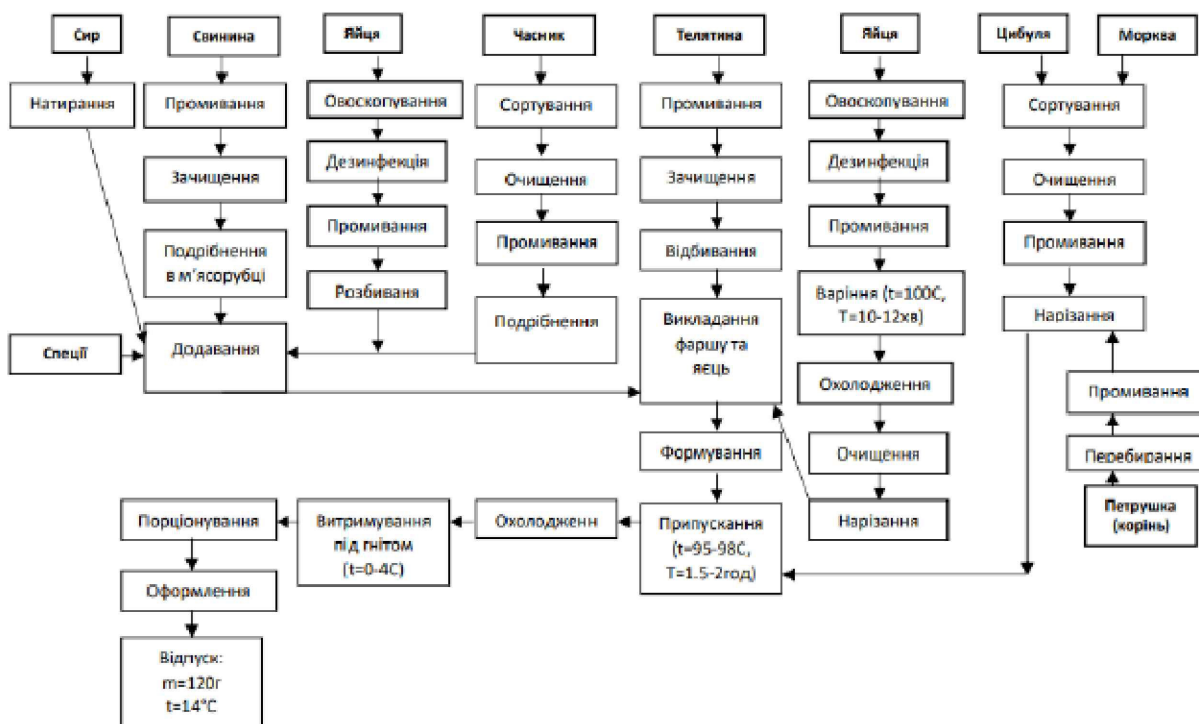 Сир
Свинина
Яйця
Часник
Телятина
Яйця
Цибуля
Морква
Натирання
Промивання
Овоскопування
Сортування
Промивання
Овоскопування
Сортування
Зачищення
Дезинфекція
Очищення
Зачищення
Дезинфекція
Очищення
Подрібнення
в м'ясорубці
Промивання
Промивання
Відбивання
Промивання
Промивання
Розбиваня
Подрібнення
Викладання
фаршу та
яєць
Варіння (t=100С,
Т=10-12хв)
Нарізання
Спеції
Додавання
Охолодження
Промивання
Формування
Очищення
Перебирання
Порціонування
Витримування
під гнітом
(t=0-4С)
Охолодженн
Припускання
(t=95-98С,
Т=1.5-2год)
Нарізання
Петрушка
(корінь)
Оформлення
Відпуск:
m=120г
t=14°С